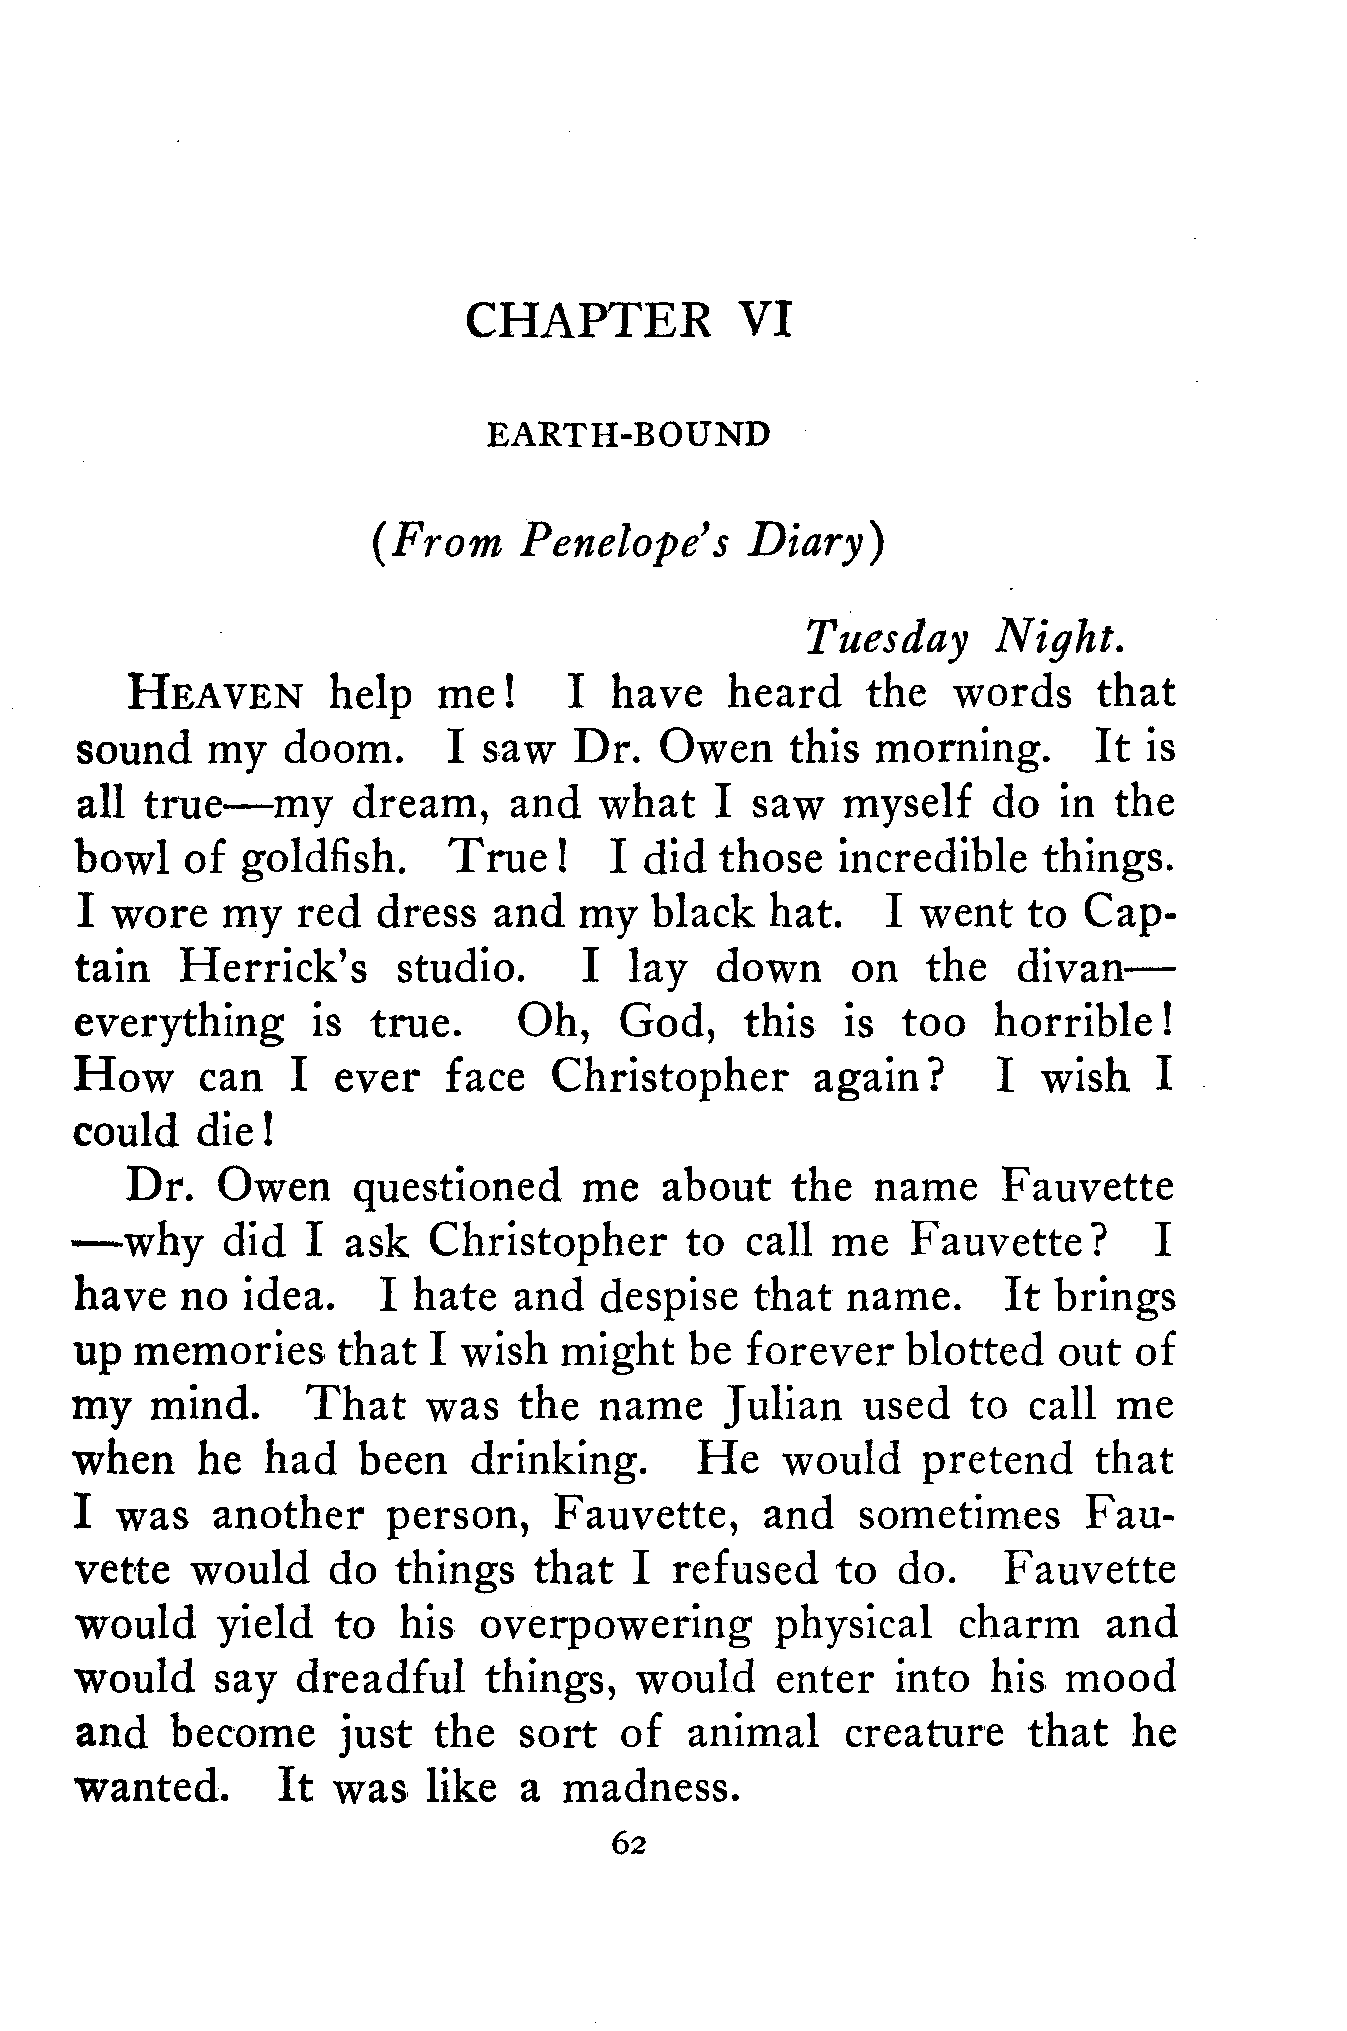 CHAPTER VI
EARTH-BOUND
(From Penelope's Diary)
Tuesday Night.
HEAVEN help me! I have heard the words that
sound my doom. I saw Dr. Owen this morning. It is
all true—my dream, and what I saw myself do in the
bowl of goldfish. True! I did those incredible things.
I wore my red dress and my black hat. I went to Cap-
tain Herrick's studio. I lay down on the divan—
everything is true. Oh, God, this is too horrible!
How can I ever face Christopher again? I wish I
could die!
Dr. Owen questioned me about the name Fauvette
—why did I ask Christopher to call me Fauvette? I
have no idea. I hate and despise that name. It brings
up memories that I wish might be forever blotted out of
my mind. That was the name Julian used to call me
when he had been drinking. He would pretend that
I was another person, Fauvette, and sometimes Fau-
vette would do things that I refused to do. Fauvette
would yield to his overpowering physical charm and
would say dreadful things, would enter into his mood
and become just the sort of animal creature that he
wanted. It was like a madness.
62